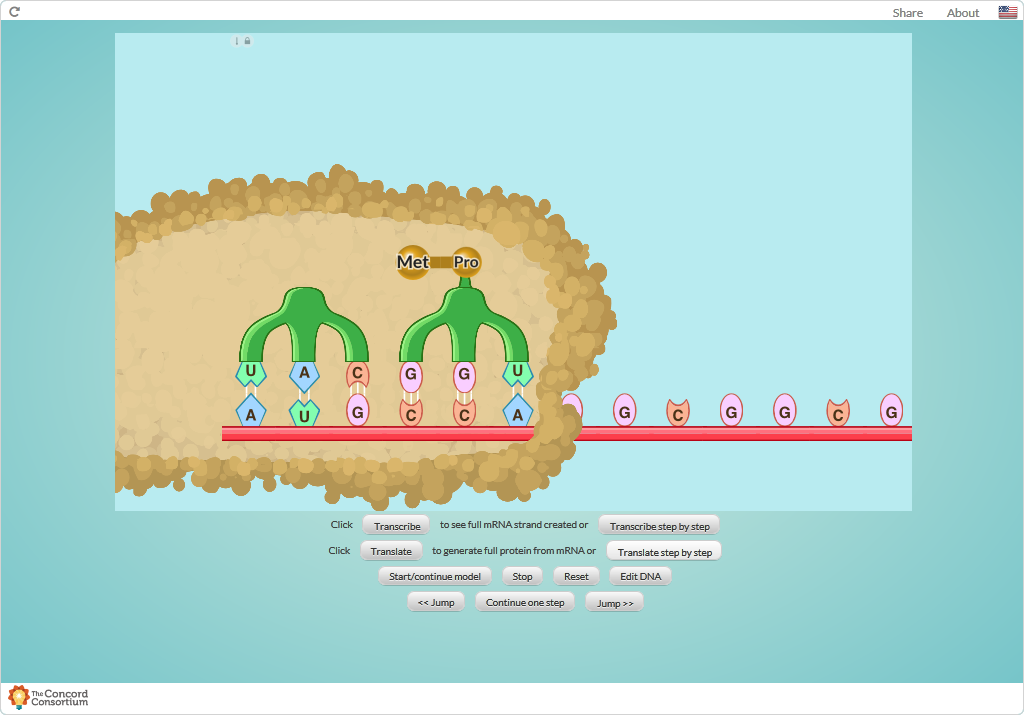 Share About
Met Pro
U A C G G U
A U G C C A G C G G C G
Click Transcribe to see full mRNA strand created or Transcribe step by step
Click Translate to generate full protein from mRNA or Translate step by step
Start/continue model Stop Reset Edit DNA
<< Jump Continue one step Jump >>
The Concord
Consortium